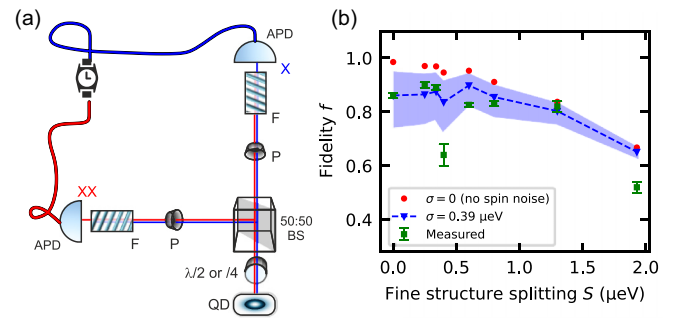 (a)
APD
X
F
P
XX
APD
F
P
50:50
BS
λ/2 or /4
QD
(b)
Fidelity f
1.0
0.8
0.6
0.4
σ = 0 (no spin noise)
σ = 0.39 µeV
Measured
0.0 0.5 1.0 1.5 2.0
Fine structure splitting S (µeV)